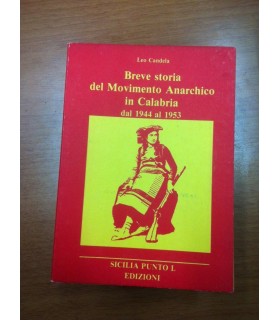 Leo Candela
Breve storia
del Movimento Anarchico
in Calabria
dal 1944 al 1953
SICILIA PUNTO L
EDIZIONI